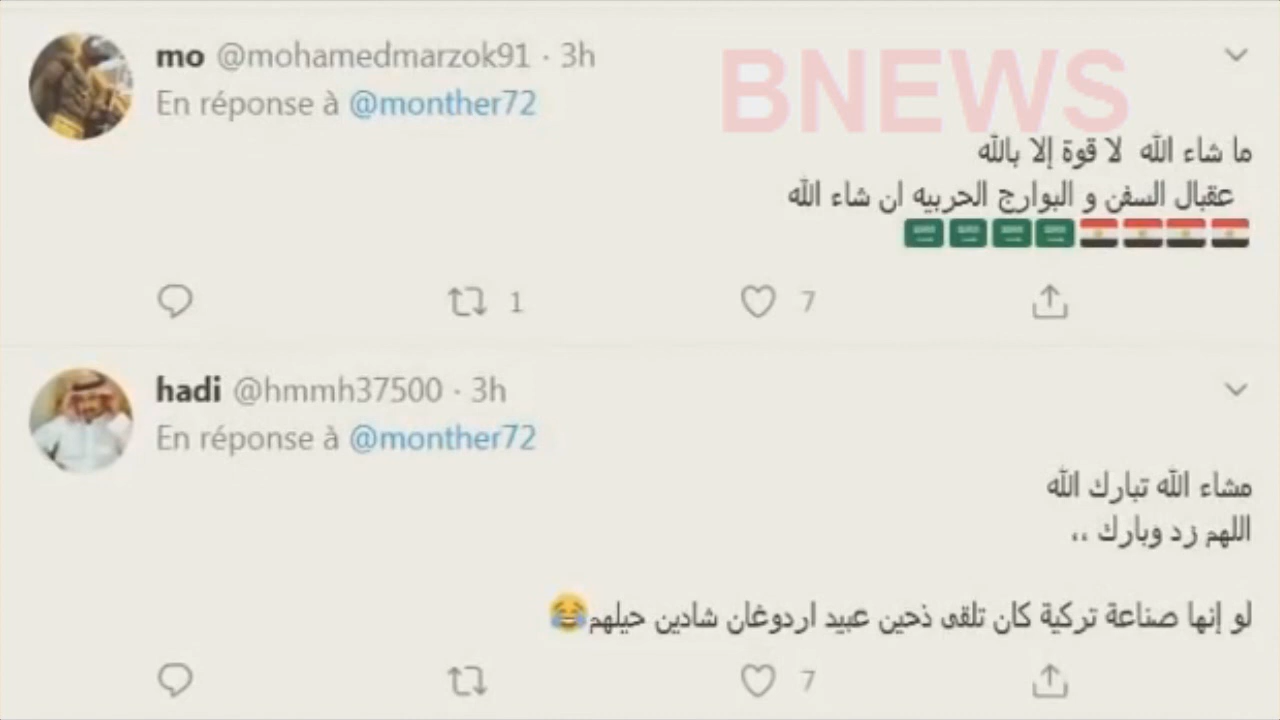 mo @mohamedmarzok91 · 3h
BNEWS
En réponse à @monther72
ما شاء الله لا قوة إلا بالله
عقبال السفن و البوارج الحربيه ان شاء الله
🇪🇬🇪🇬🇪🇬🇪🇬🇸🇦🇸🇦🇸🇦🇸🇦
1 7
hadi @hmmh37500 · 3h
En réponse à @monther72
مشاء الله تبارك الله
اللهم زد وبارك ،،
لو إنها صناعة تركية كان تلقى ذحين عبيد اردوغان شادين حيلهم😂
7